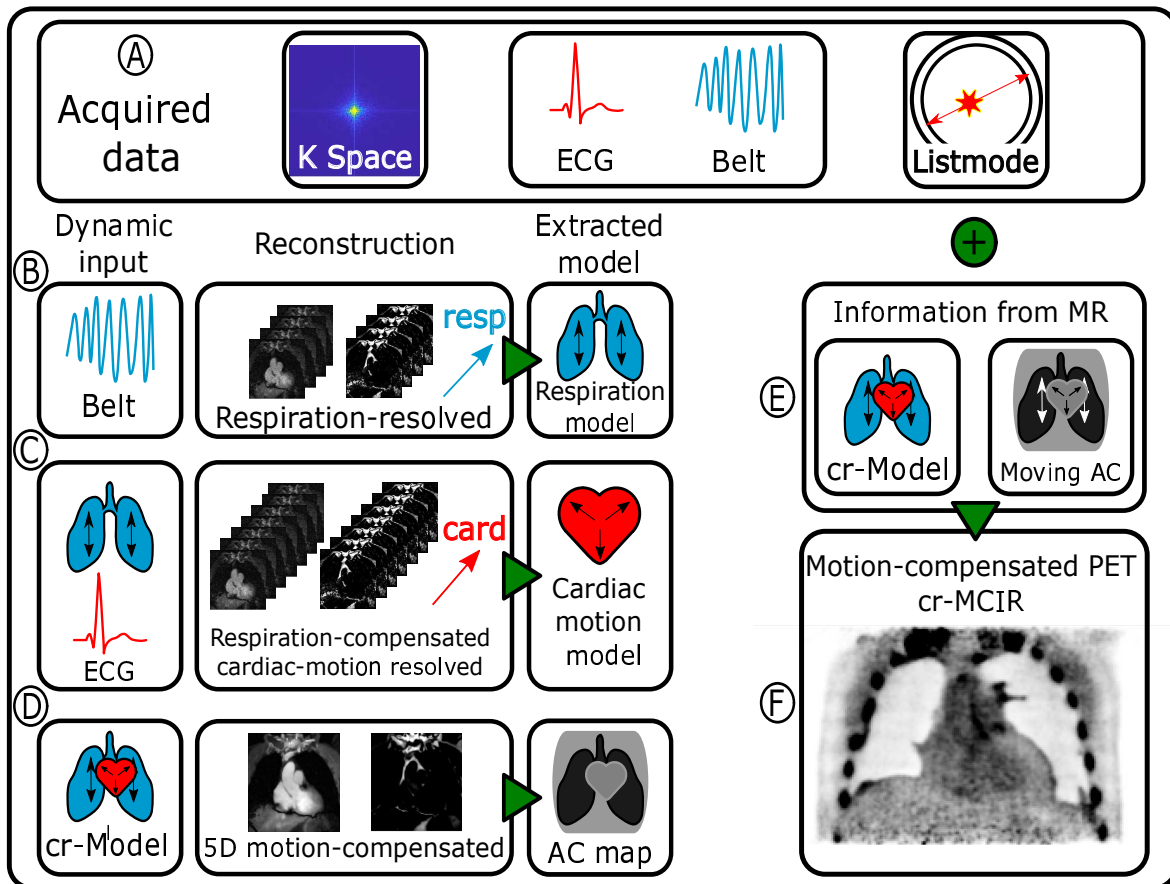 A
Acquired
data
K Space
ECG
Belt
Listmode
+
Dynamic
input
Reconstruction
Extracted
model
B
Belt
resp
Respiration-resolved
Respiration
model
C
ECG
card
Respiration-compensated
cardiac-motion resolved
Cardiac
motion
model
D
cr-Model
5D motion-compensated
AC map
E
Information from MR
cr-Model
Moving AC
F
Motion-compensated PET
cr-MCIR